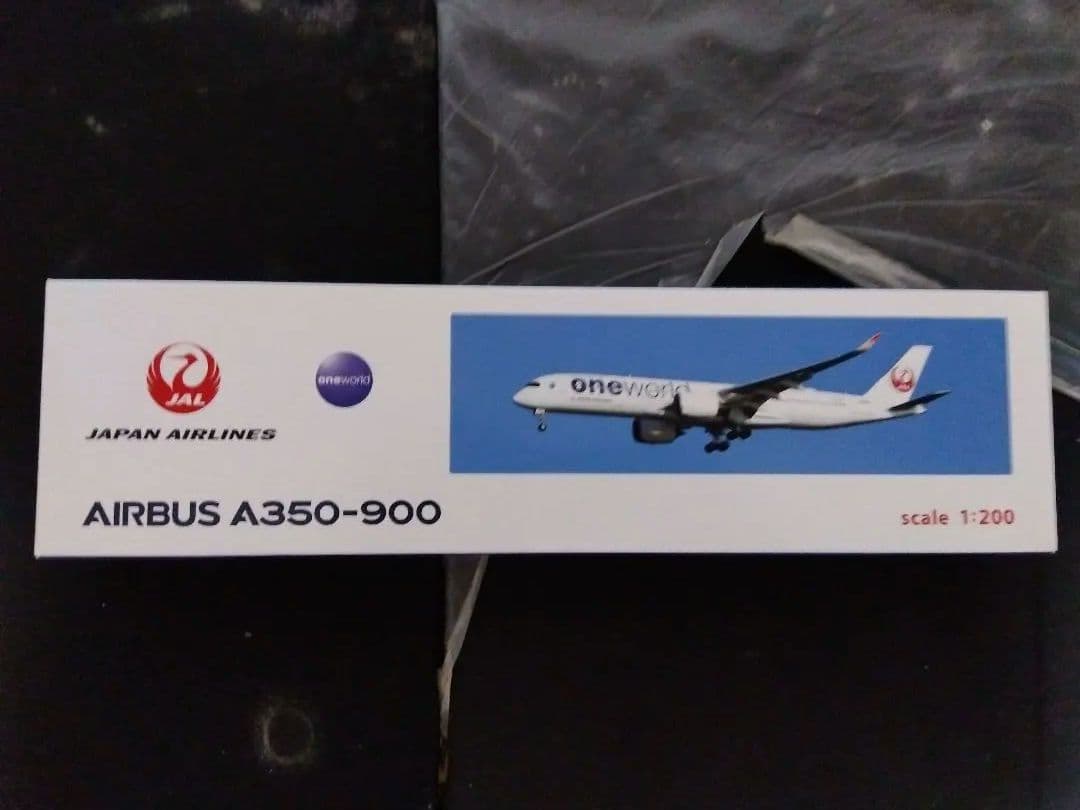 JAL
JAPAN AIRLINES
oneworld
oneworld
AIRBUS A350-900
scale 1:200